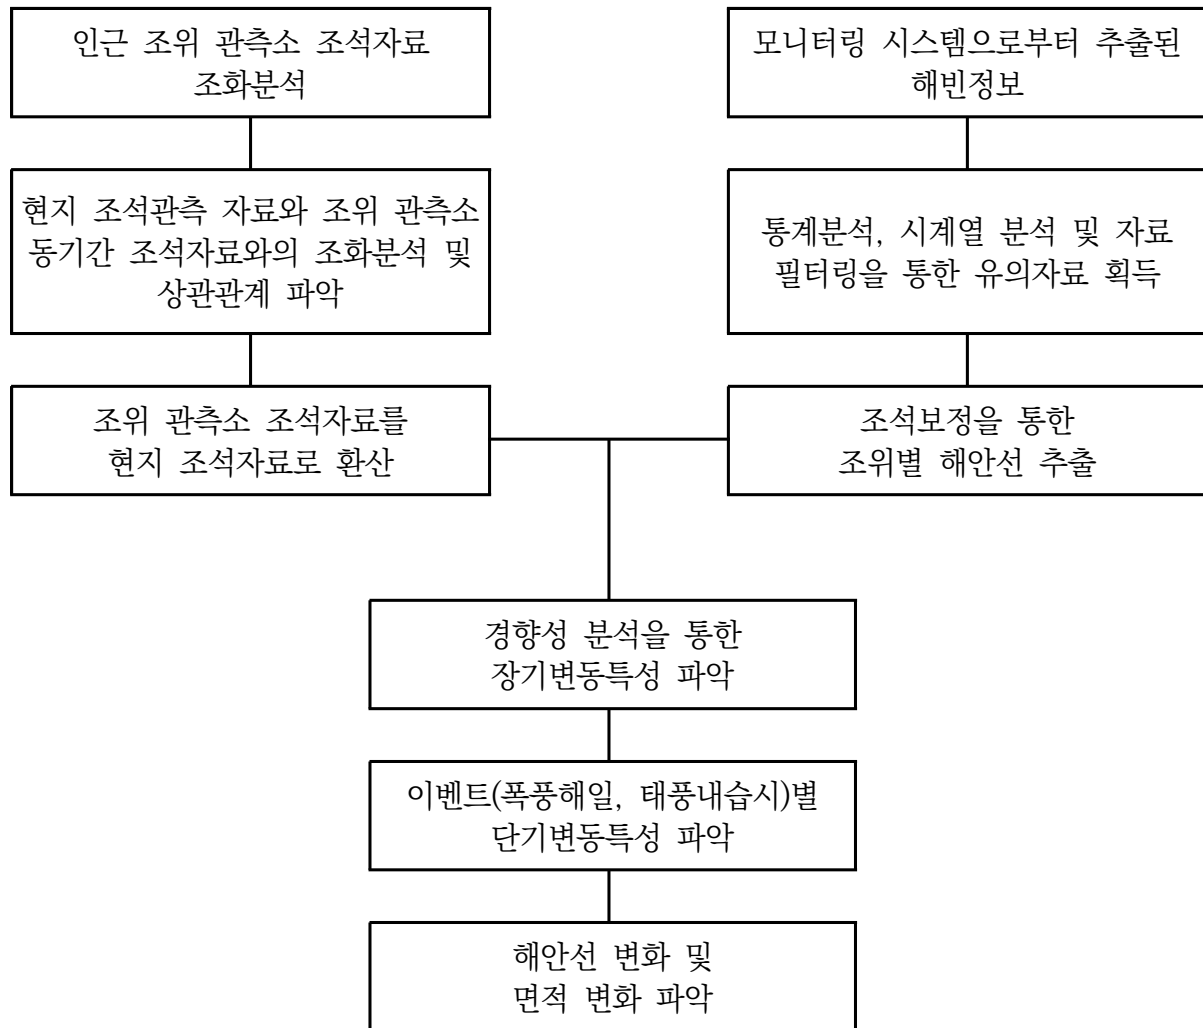 인근 조위 관측소 조석자료
조화분석
현지 조석관측 자료와 조위 관측소
동기간 조석자료와의 조화분석 및
상관관계 파악
조위 관측소 조석자료를
현지 조석자료로 환산
모니터링 시스템으로부터 추출된
해빈정보
통계분석, 시계열 분석 및 자료
필터링을 통한 유의자료 획득
조석보정을 통한
조위별 해안선 추출
경향성 분석을 통한
장기변동특성 파악
이벤트(폭풍해일, 태풍내습시)별
단기변동특성 파악
해안선 변화 및
면적 변화 파악